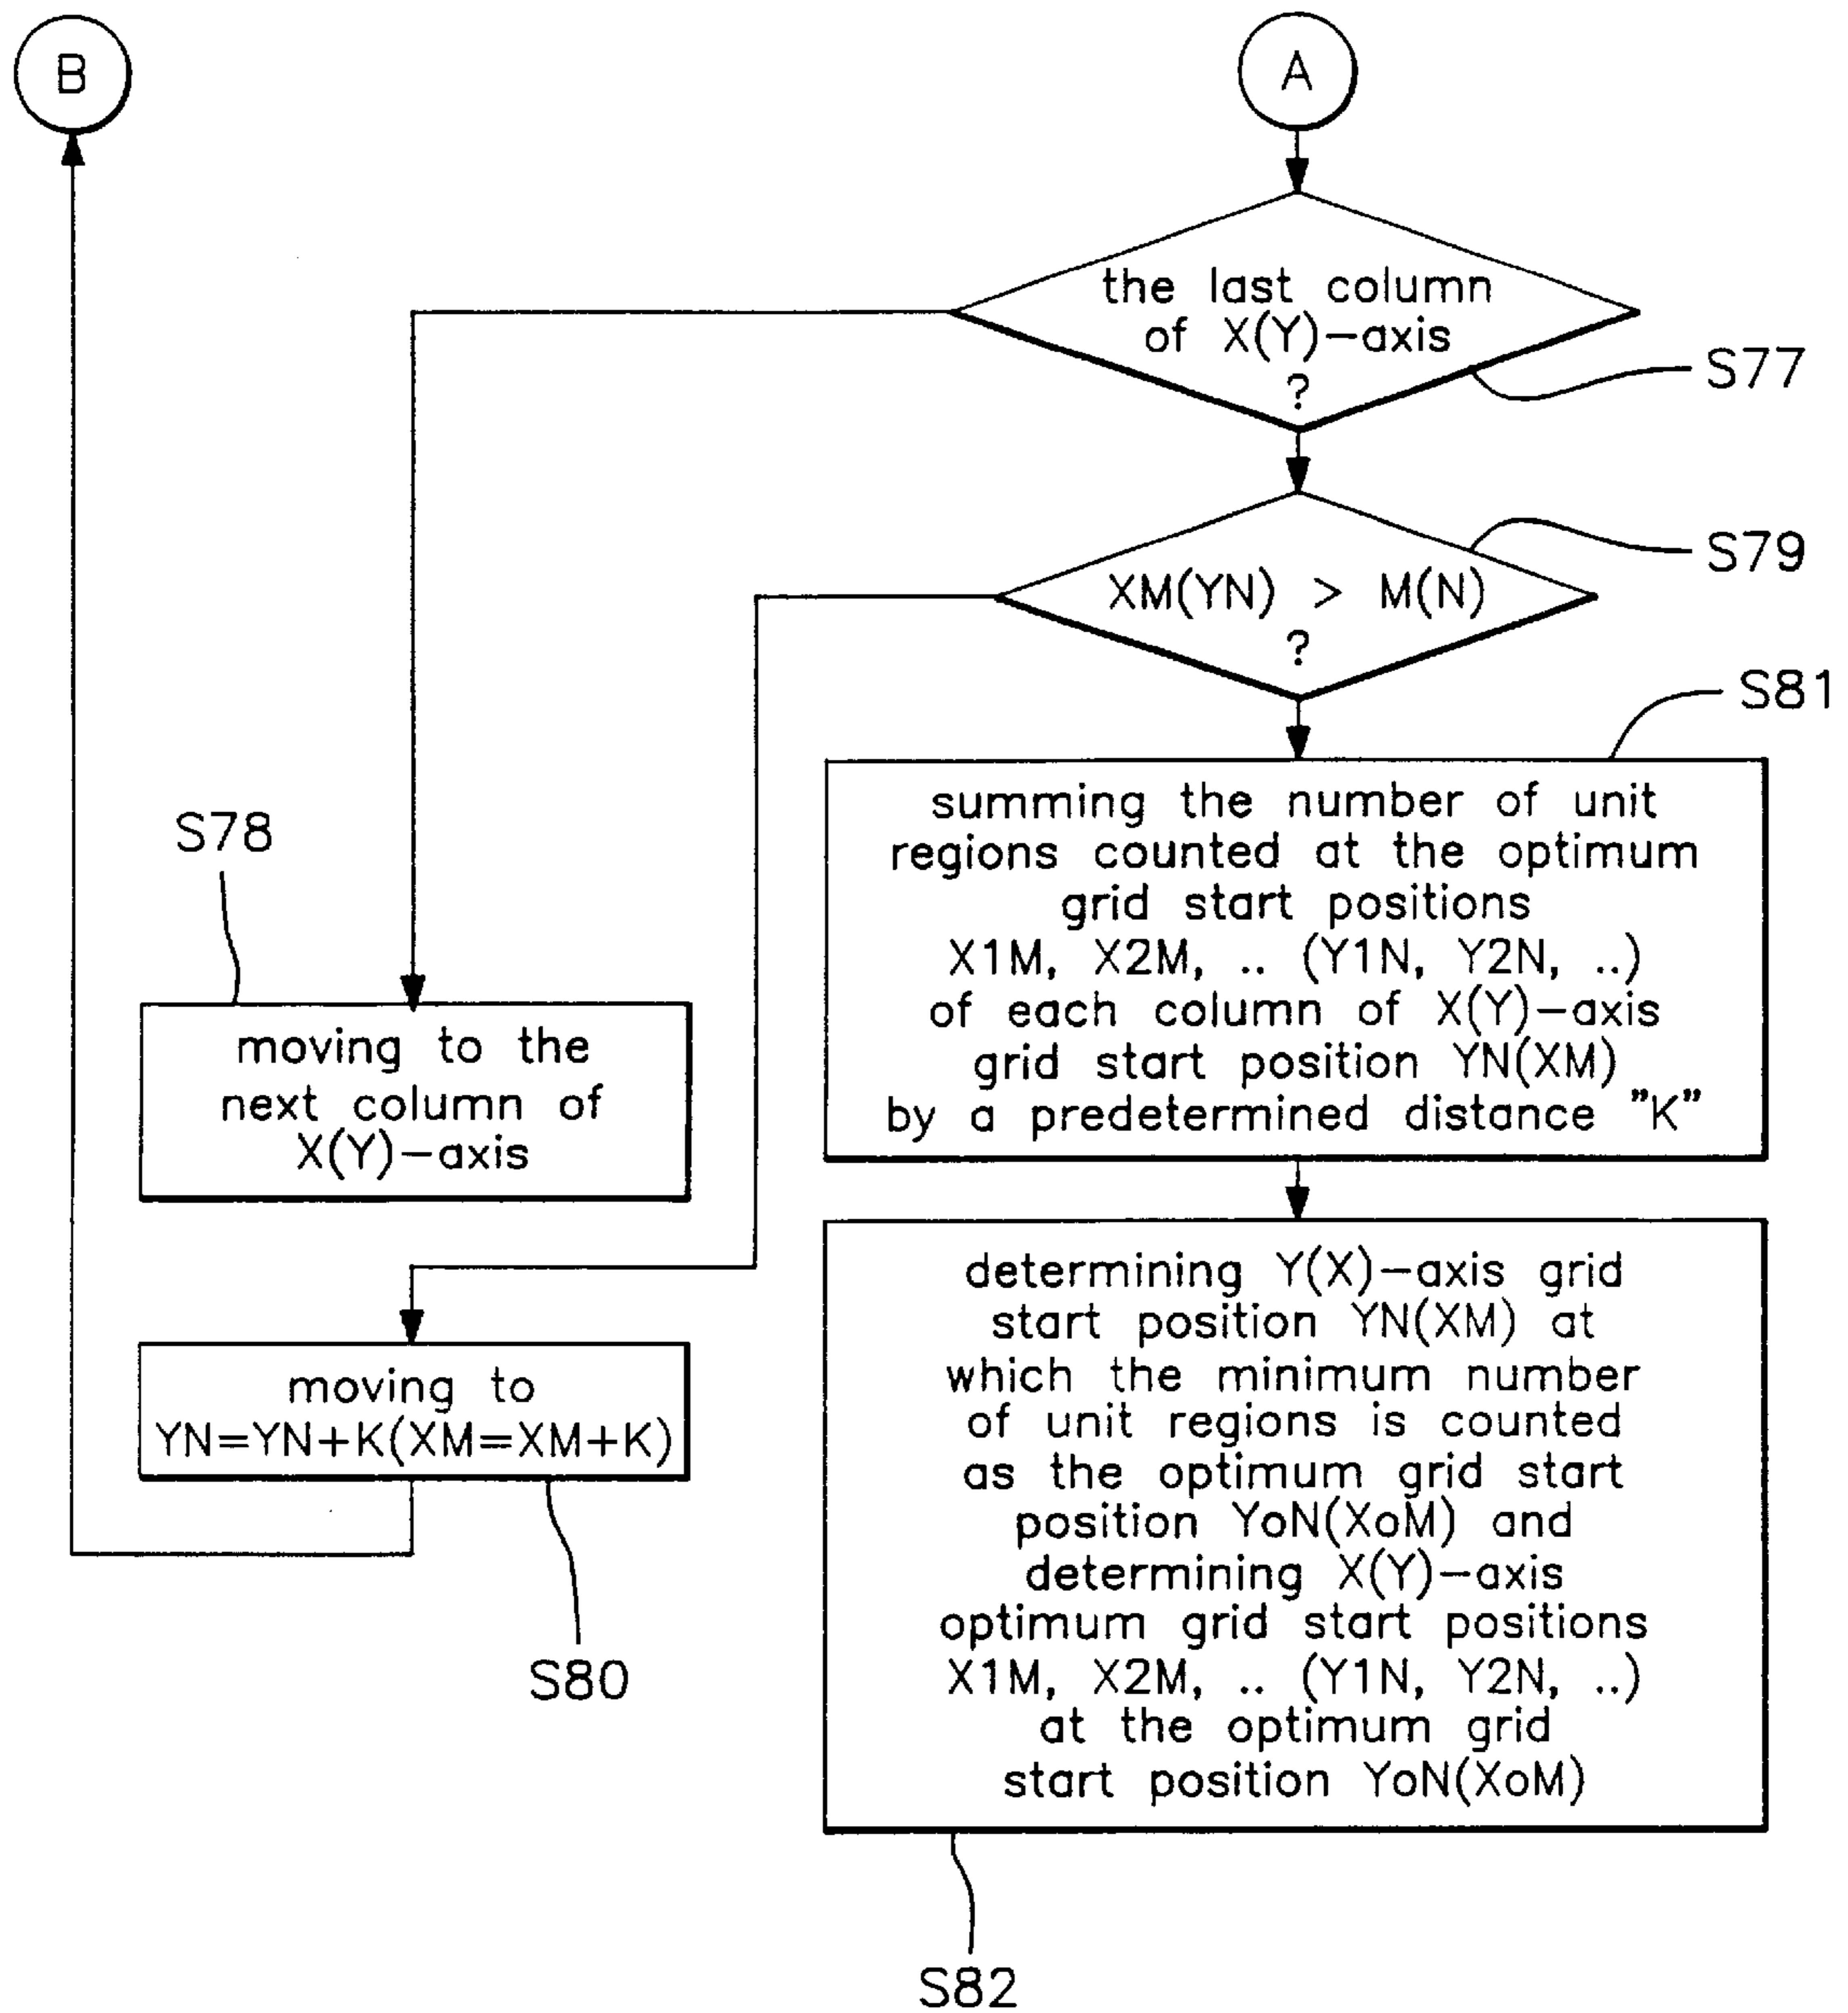 B
A
the last column
of X(Y)-axis
?
S77
S79
XM(YN) > M(N)
?
S81
summing the number of unit
regions counted at the optimum
grid start positions
X1M, X2M, .. (Y1N, Y2N, ..)
of each column of X(Y)-axis
grid start position YN(XM)
by a predetermined distance "K"
S78
moving to the
next column of
X(Y)-axis
moving to
YN=YN+K(XM=XM+K)
S80
determining Y(X)-axis grid
start position YN(XM) at
which the minimum number
of unit regions is counted
as the optimum grid start
position YoN(XoM) and
determining X(Y)-axis
optimum grid start positions
X1M, X2M, .. (Y1N, Y2N, ..)
at the optimum grid
start position YoN(XoM)
S82